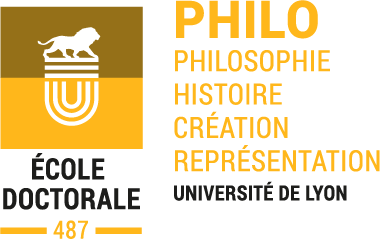 PHILO
PHILOSOPHIE
HISTOIRE
CRÉATION
REPRÉSENTATION
UNIVERSITÉ DE LYON
ÉCOLE
DOCTORALE
487